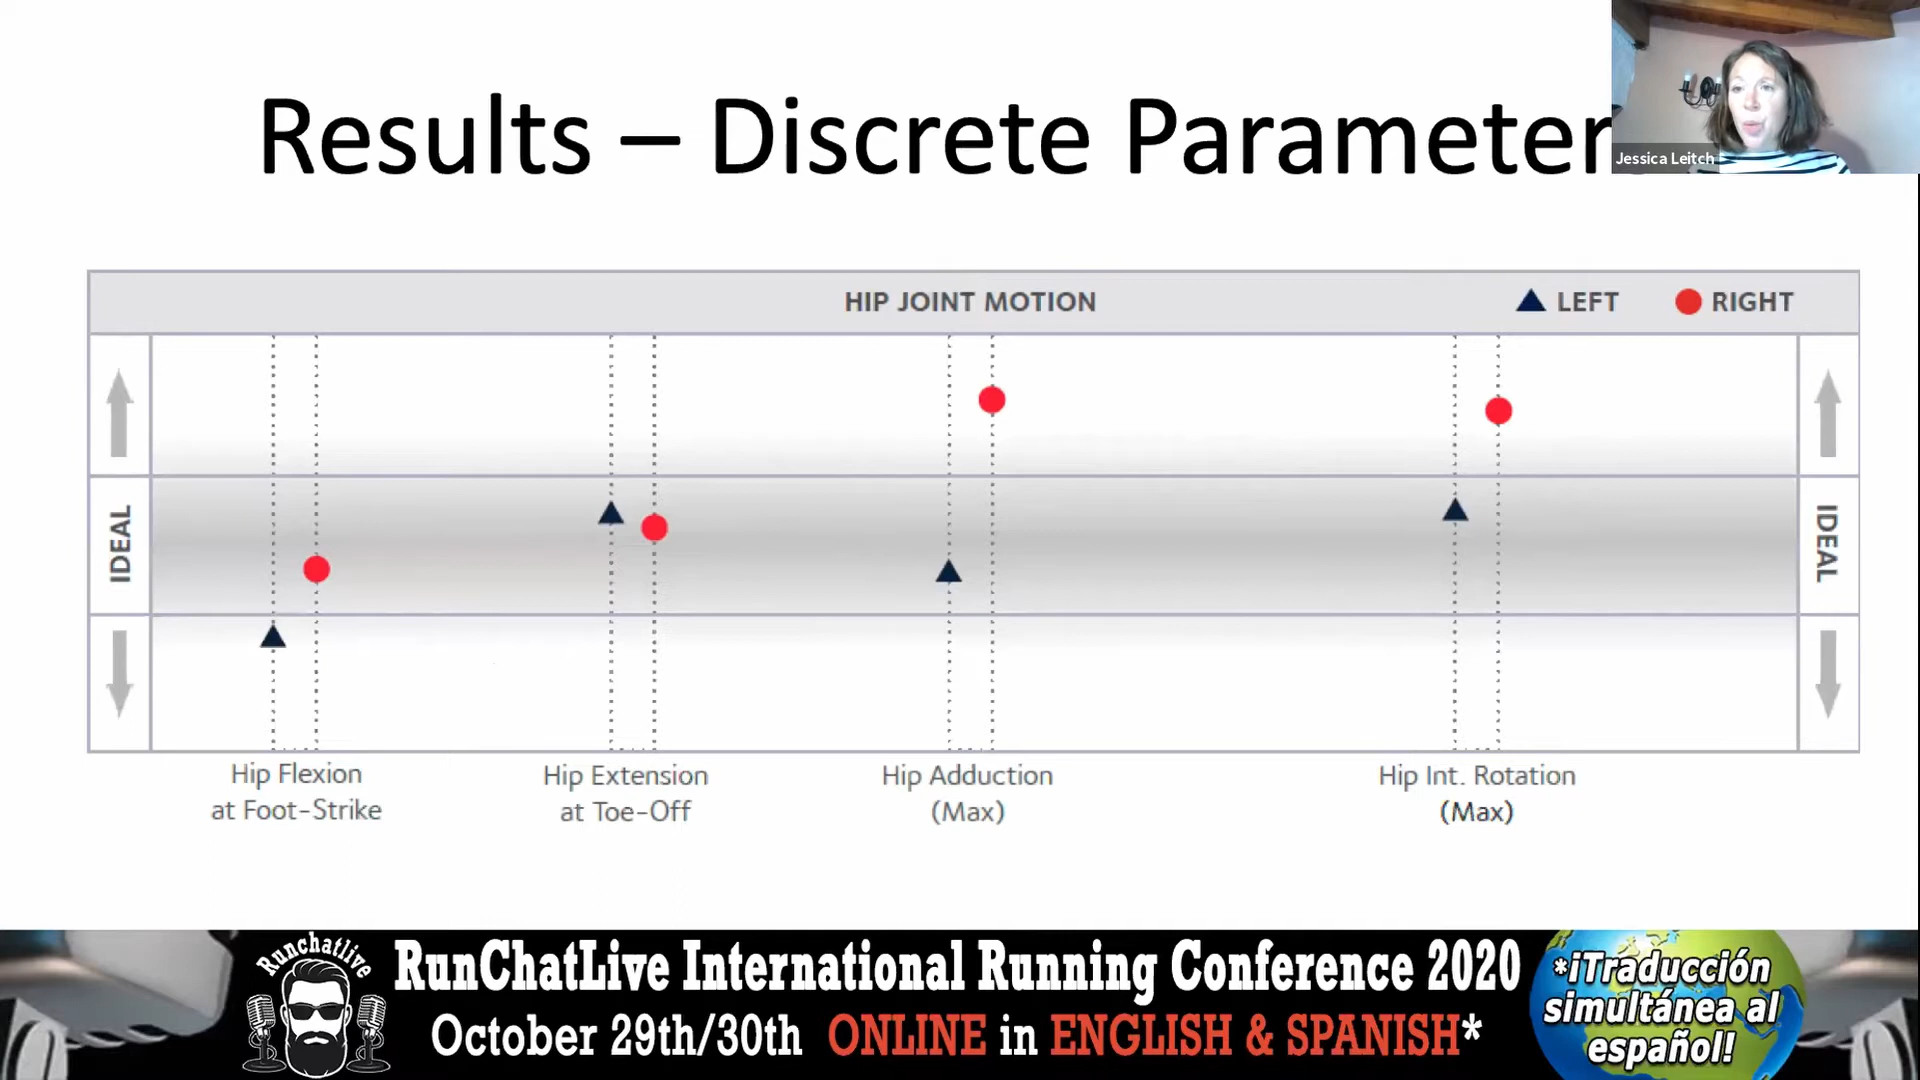 Results – Discrete Parameter
Jessica Leitch
HIP JOINT MOTION
LEFT
RIGHT
IDEAL
IDEAL
Hip Flexion
at Foot-Strike
Hip Extension
at Toe-Off
Hip Adduction
(Max)
Hip Int. Rotation
(Max)
Runchatlive
RunChatLive International Running Conference 2020
October 29th/30th ONLINE in ENGLISH & SPANISH*
*¡Traducción
simultánea al
español!